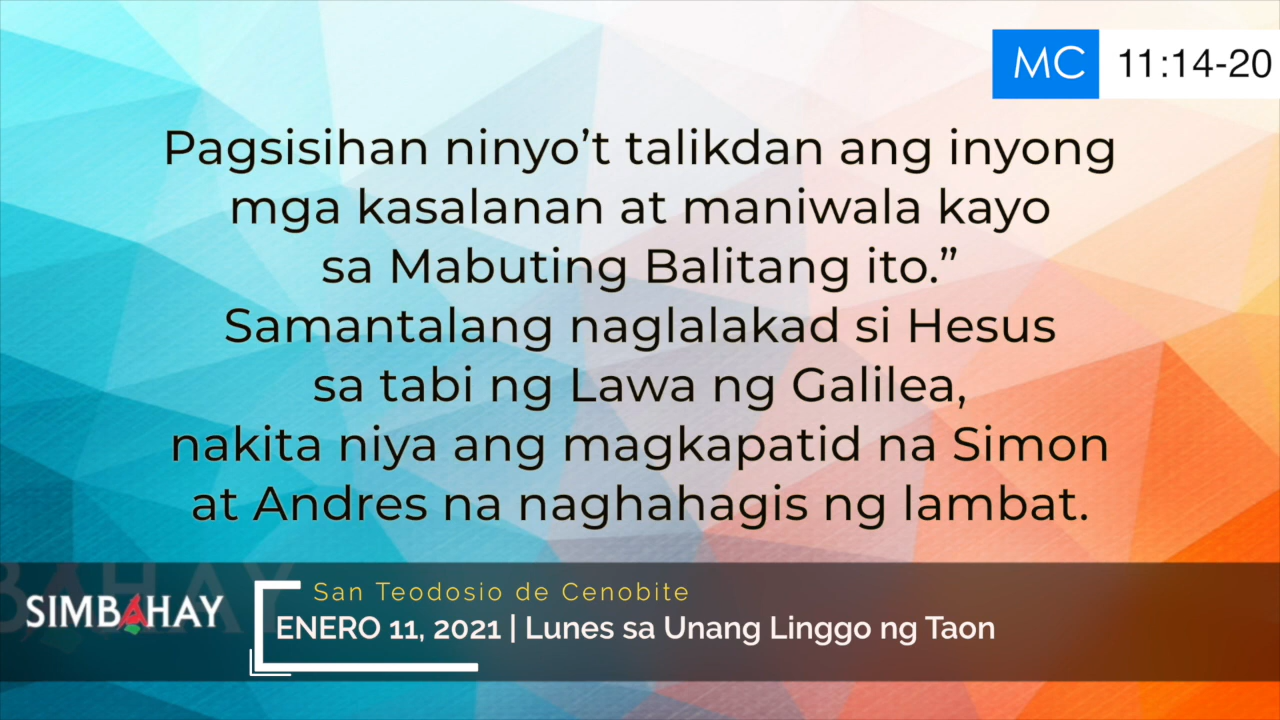 MC 11:14-20
Pagsisihan ninyo’t talikdan ang inyong
mga kasalanan at maniwala kayo
sa Mabuting Balitang ito.”
Samantalang naglalakad si Hesus
sa tabi ng Lawa ng Galilea,
nakita niya ang magkapatid na Simon
at Andres na naghahagis ng lambat.
San Teodosio de Cenobite
SIMBAHAY
ENERO 11, 2021 | Lunes sa Unang Linggo ng Taon